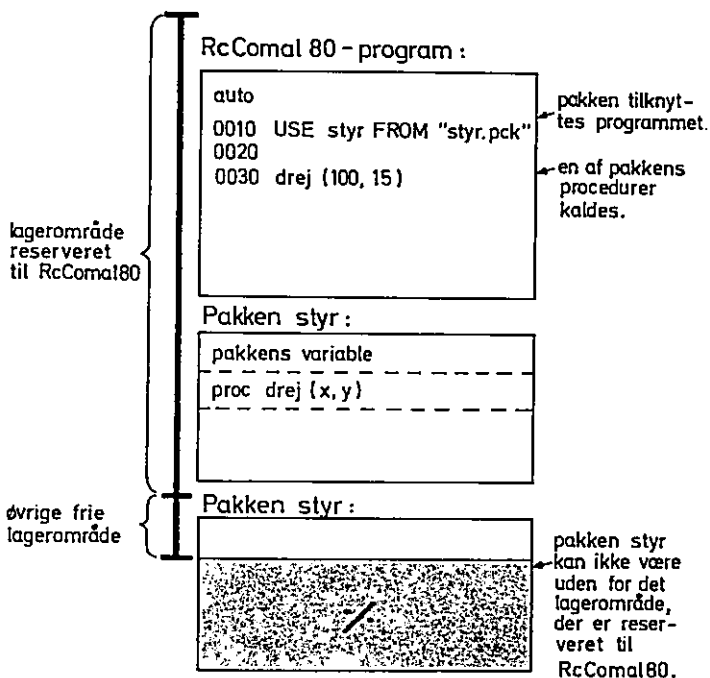 RcComal 80 - program :
auto
0010 USE styr FROM "styr.pck"
0020
0030 drej (100, 15)
pakken tilknyt-
tes programmet.
en af pakkens
procedurer
kaldes.
lagerområde
reserveret
til RcComal80
Pakken styr :
pakkens variable
proc drej (x, y)
øvrige frie
lagerområde
Pakken styr :
pakken styr
kan ikke være
uden for det
lagerområde,
der er reser-
veret til
RcComal80.